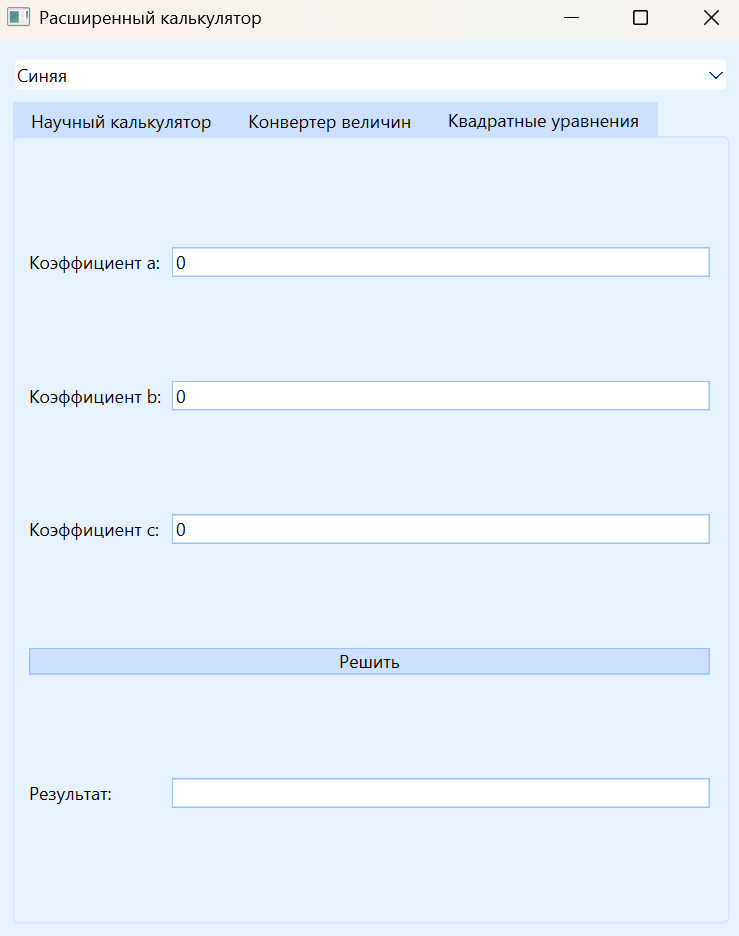 Расширенный калькулятор
Синяя
Научный калькулятор Конвертер величин Квадратные уравнения
Коэффициент a: 0
Коэффициент b: 0
Коэффициент c: 0
Решить
Результат: